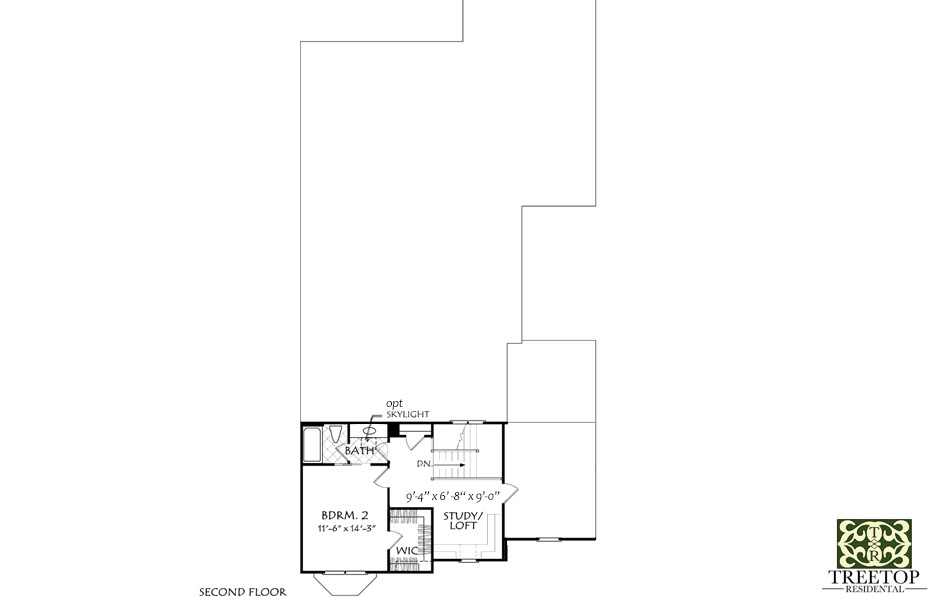 opt
SKYLIGHT
BATH
DN.
9'-4" x 6'-8" x 9'-0"
BDRM. 2
11'-6" x 14'-3"
STUDY/
LOFT
WIC
SECOND FLOOR
T
R
TREETOP
RESIDENTAL